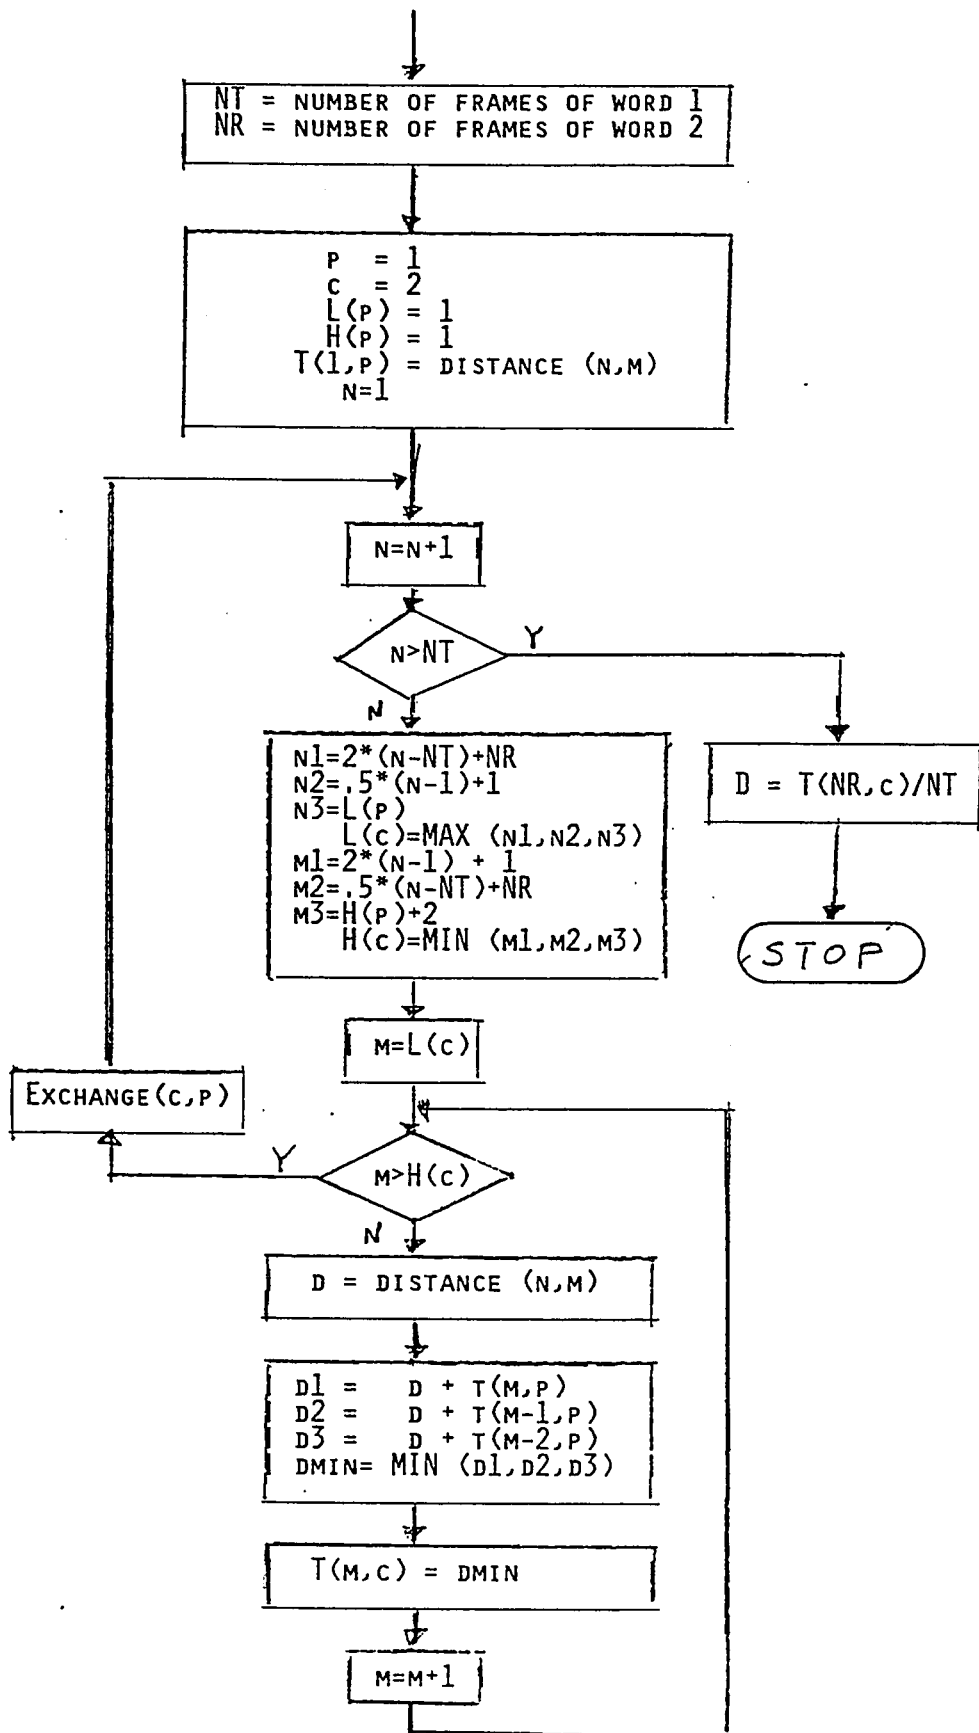 NT = NUMBER OF FRAMES OF WORD 1
NR = NUMBER OF FRAMES OF WORD 2
P = 1
C = 2
L(P) = 1
H(P) = 1
T(1,P) = DISTANCE (N,M)
N=1
N=N+1
N>NT
Y
N
N1=2*(N-NT)+NR
N2=.5*(N-1)+1
N3=L(P)
L(C)=MAX (N1,N2,N3)
M1=2*(N-1) + 1
M2=.5*(N-NT)+NR
M3=H(P)+2
H(C)=MIN (M1,M2,M3)
D = T(NR,C)/NT
STOP
M=L(C)
EXCHANGE(C,P)
Y
M>H(C)
N
D = DISTANCE (N,M)
D1 = D + T(M,P)
D2 = D + T(M-1,P)
D3 = D + T(M-2,P)
DMIN= MIN (D1,D2,D3)
T(M,C) = DMIN
M=M+1